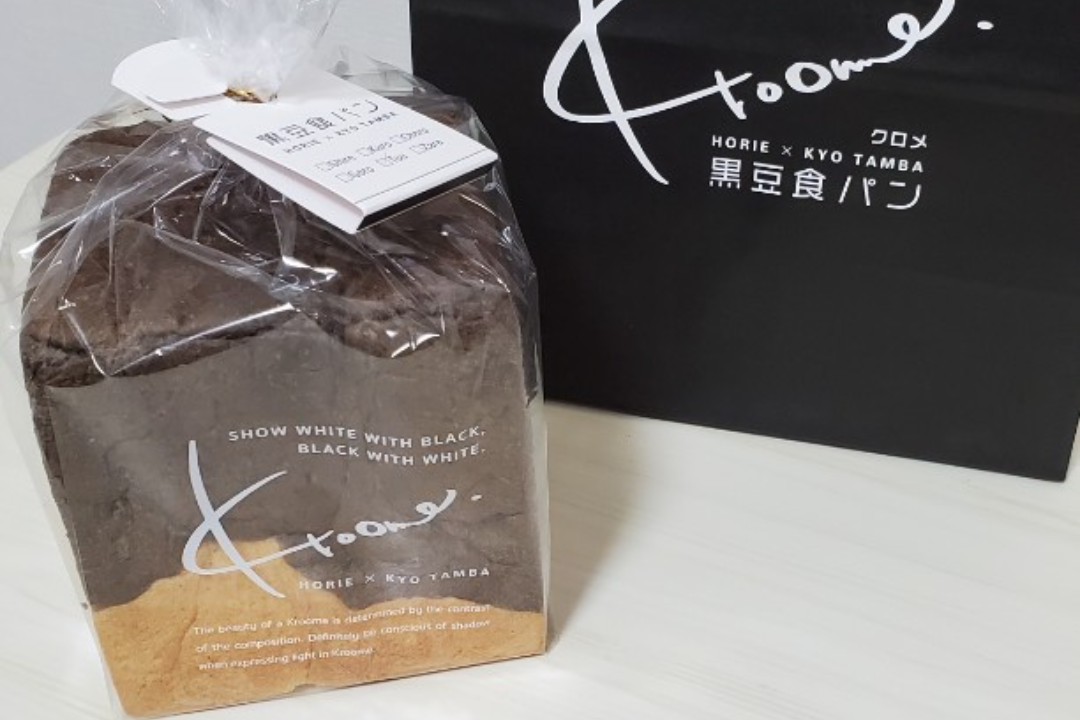 Kroome.
クロメ
HORIE × KYO TAMBA
黒豆食パン
黒豆食パン
HORIE × KYO TAMBA
SHOW WHITE WITH BLACK,
BLACK WITH WHITE.
Kroome.
HORIE × KYO TAMBA
The beauty of a Kroome is determined by the contrast
of the composition. Definitely be conscious of shadow
when expressing light in Kroome.